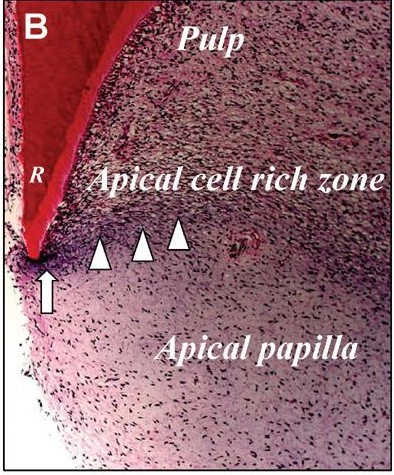 B
Pulp
R
Apical cell rich zone
Apical papilla